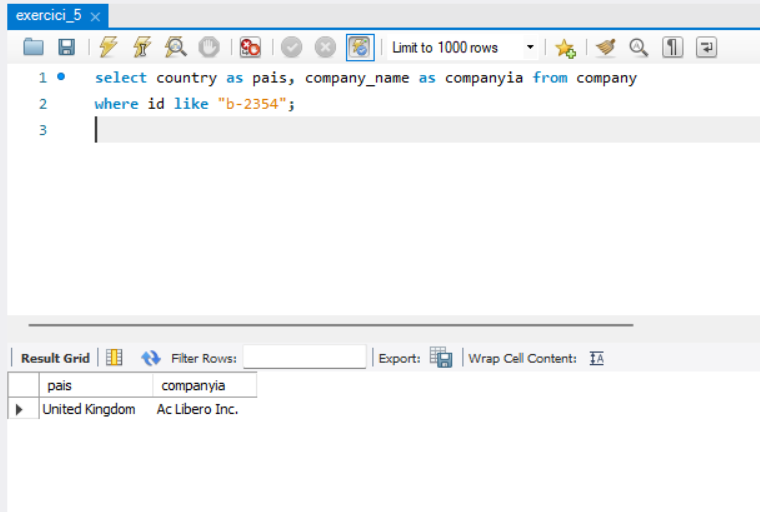 exercici_5
Limit to 1000 rows
1 select country as pais, company_name as companyia from company
2 where id like "b-2354";
3
Result Grid Filter Rows: Export: Wrap Cell Content:
pais companyia
United Kingdom Ac Libero Inc.